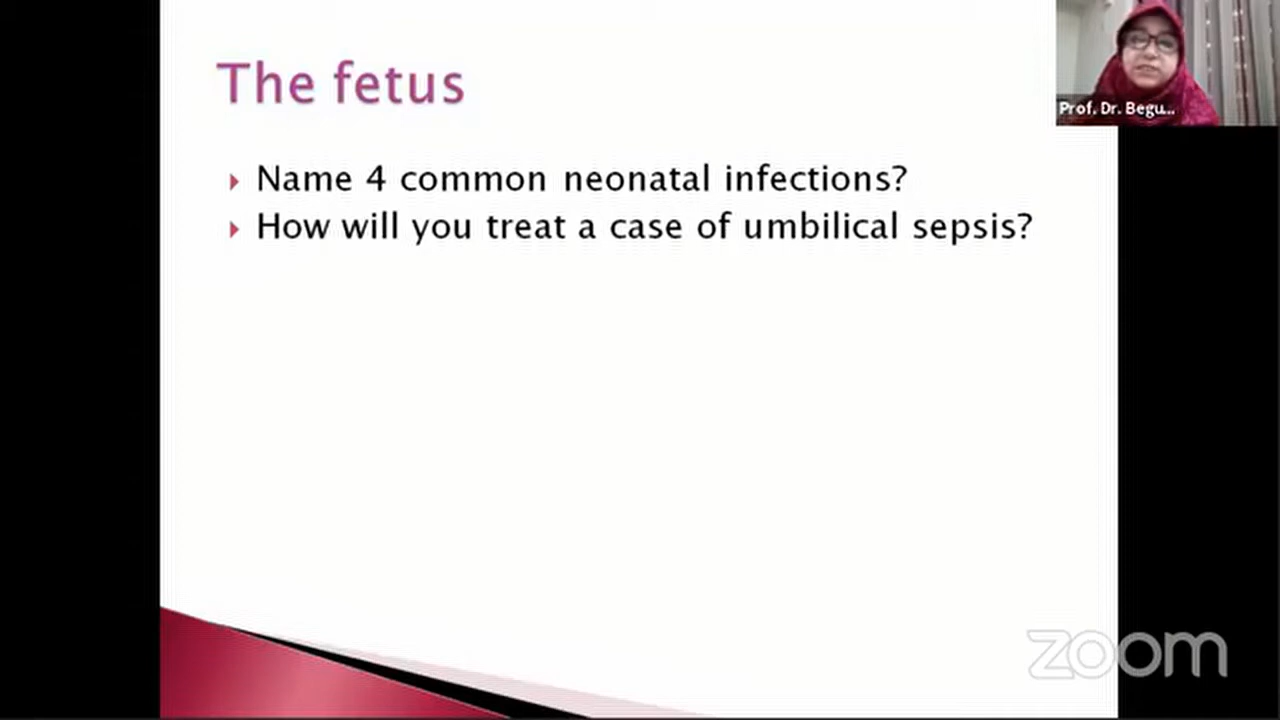 The fetus
Name 4 common neonatal infections?
How will you treat a case of umbilical sepsis?
Prof. Dr. Begu...
zoom